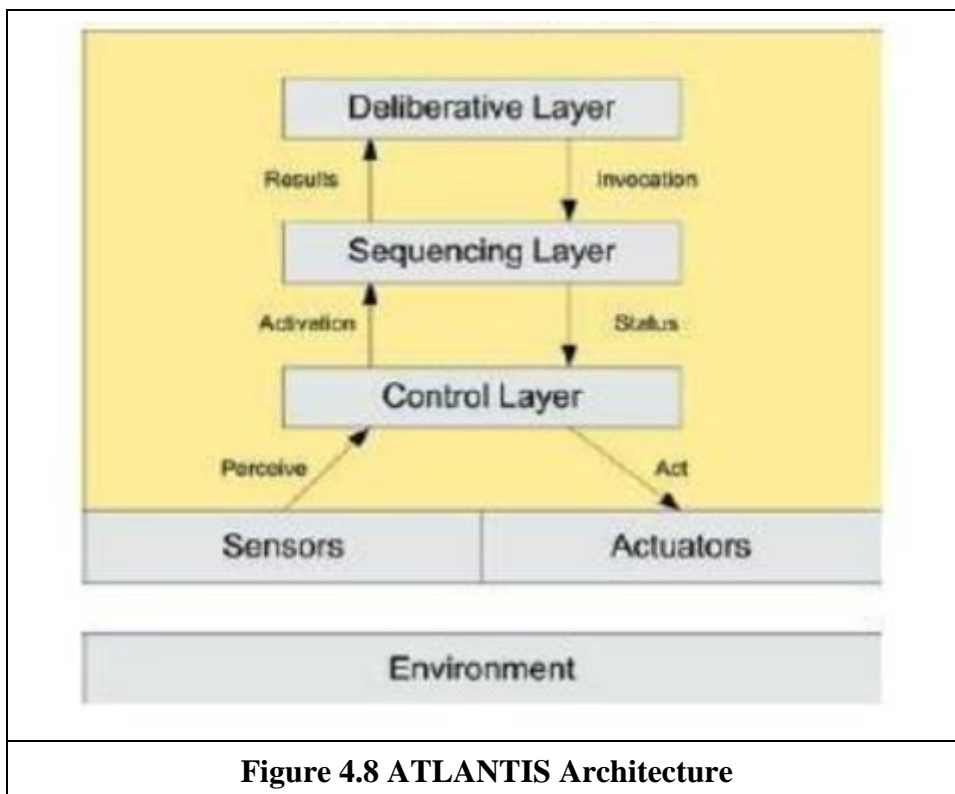 Deliberative Layer
Results
Invocation
Sequencing Layer
Activation
Status
Control Layer
Perceive
Act
Sensors
Actuators
Environment
Figure 4.8 ATLANTIS Architecture